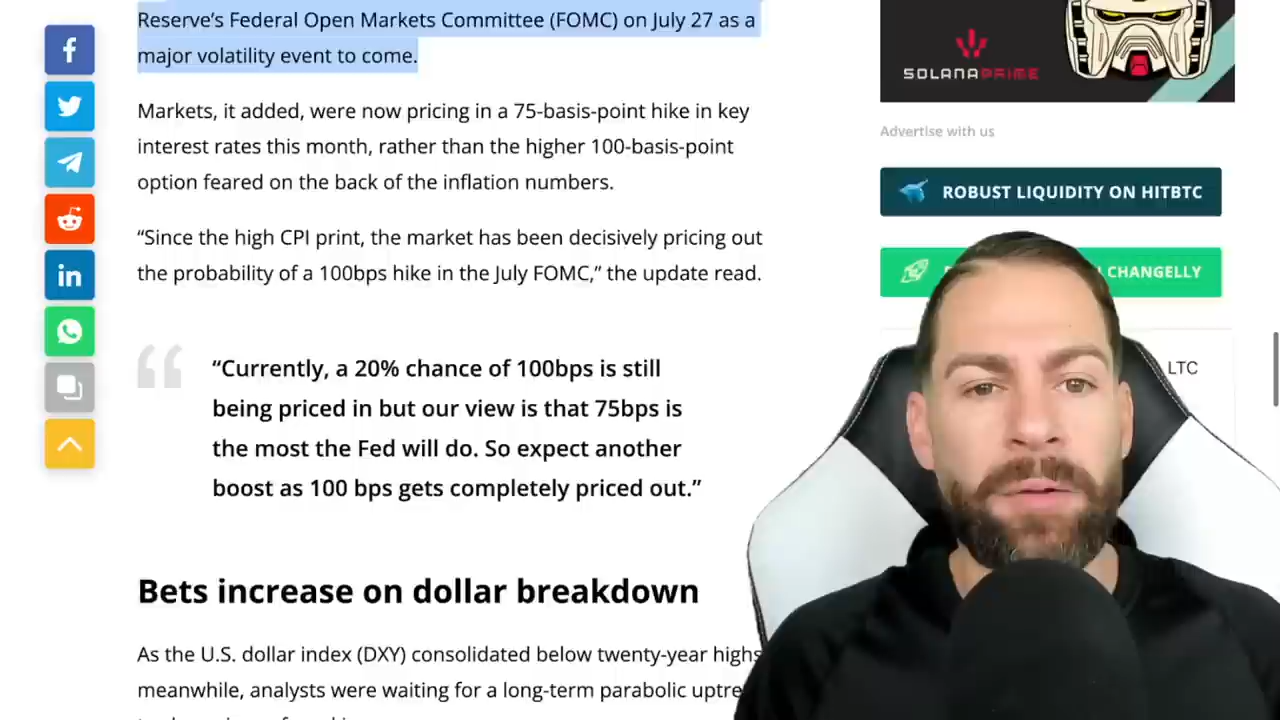 Reserve’s Federal Open Markets Committee (FOMC) on July 27 as a
major volatility event to come.
Markets, it added, were now pricing in a 75-basis-point hike in key
interest rates this month, rather than the higher 100-basis-point
option feared on the back of the inflation numbers.
“Since the high CPI print, the market has been decisively pricing out
the probability of a 100bps hike in the July FOMC,” the update read.
“Currently, a 20% chance of 100bps is still
being priced in but our view is that 75bps is
the most the Fed will do. So expect another
boost as 100 bps gets completely priced out.”
Bets increase on dollar breakdown
As the U.S. dollar index (DXY) consolidated below twenty-year highs
meanwhile, analysts were waiting for a long-term parabolic
SOLANAPRIME
Advertise with us
ROBUST LIQUIDITY ON HITBTC
CHANGELLY
LTC